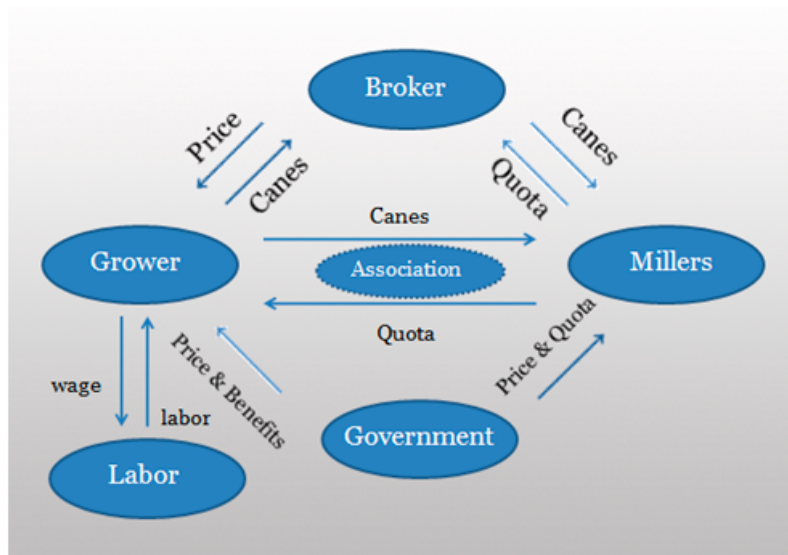 Broker
Price
Canes
Canes
Quota
Canes
Grower
Association
Millers
Quota
wage
labor
Price & Benefits
Price & Quota
Government
Labor